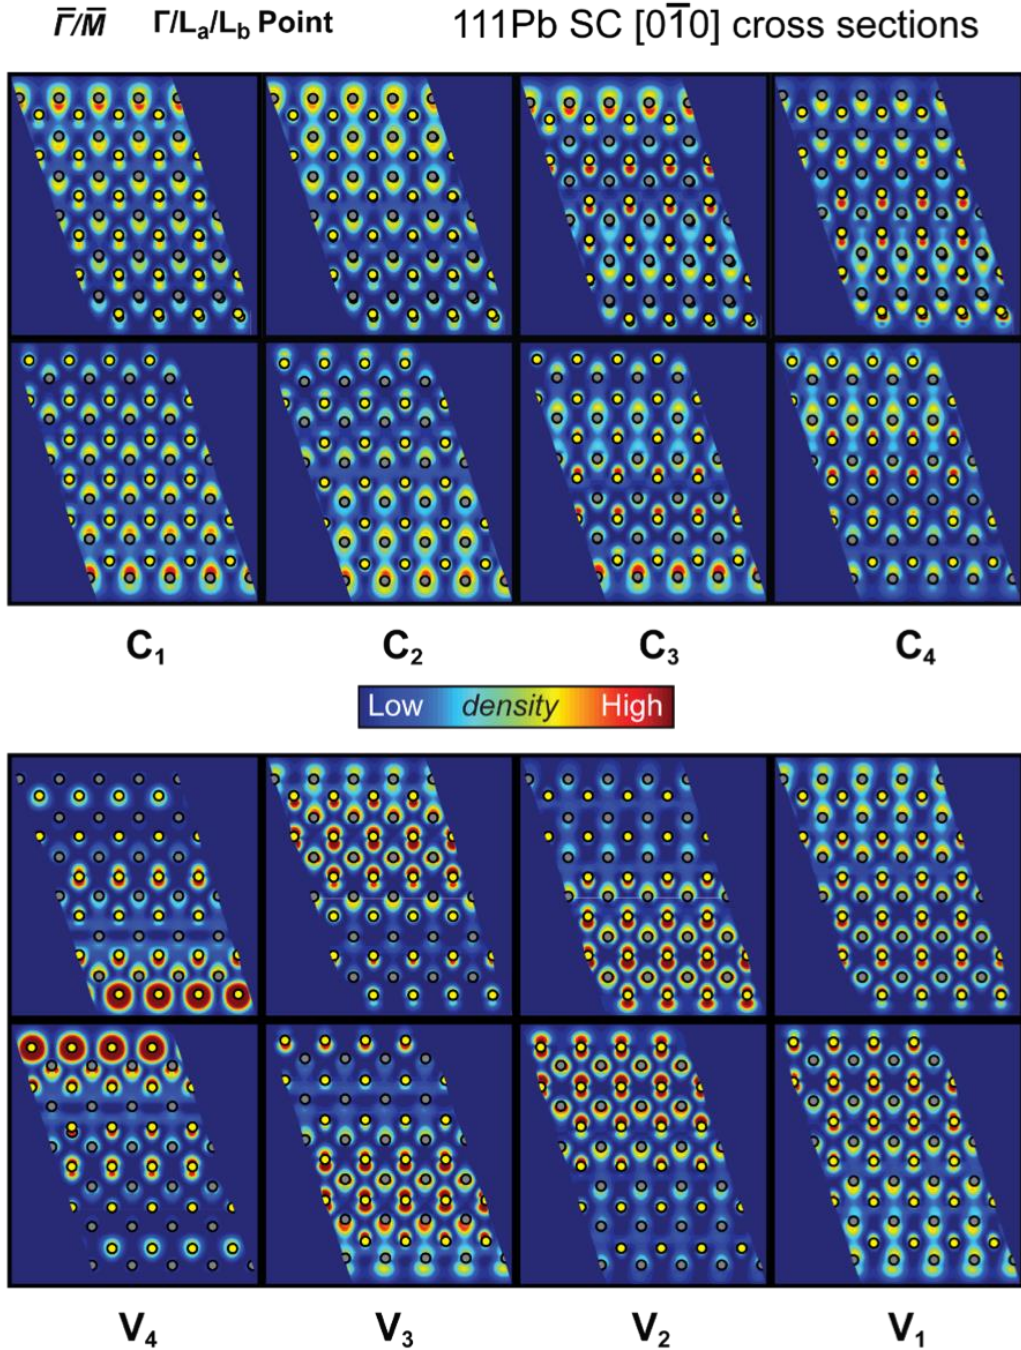 Γ̅/M̅ Γ/Lₐ/L_b Point 111Pb SC [01̅0] cross sections
C₁ C₂ C₃ C₄
Low density High
V₄ V₃ V₂ V₁